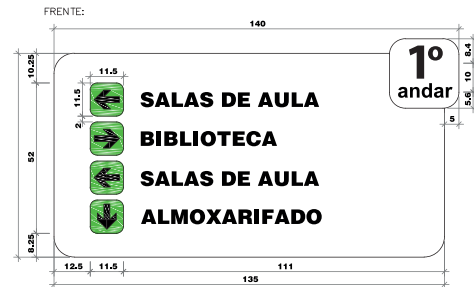 FRENTE:
140
10.25
11.5
1º
8.4
andar
10
11.5
5.6
SALAS DE AULA
2
5
BIBLIOTECA
52
SALAS DE AULA
ALMOXARIFADO
8.25
12.5
11.5
111
135